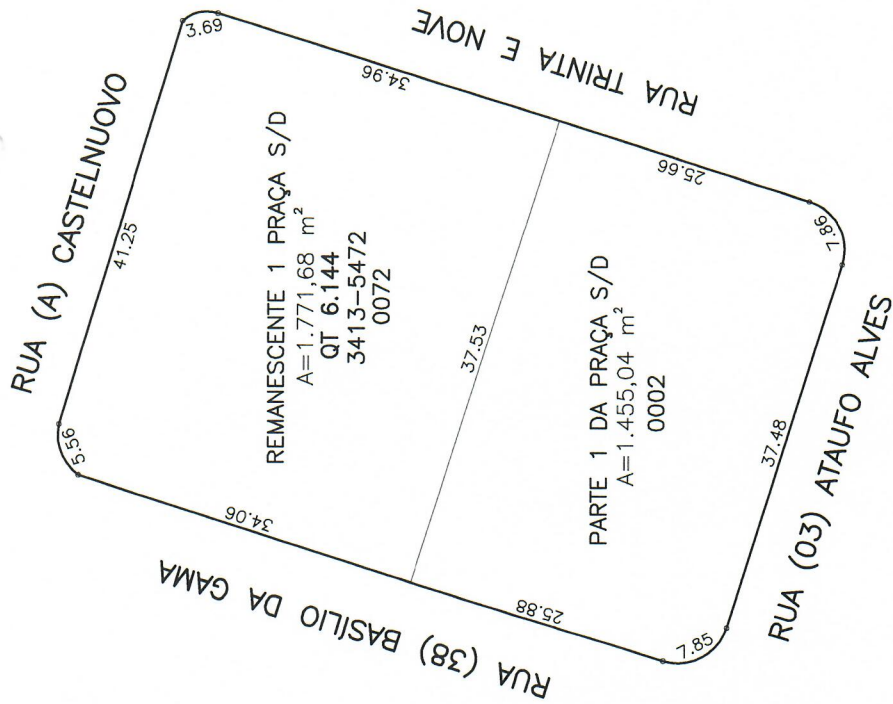 RUA (A) CASTELNUOVO
3.69
41.25
5.56
RUA TRINTA E NOVE
34.96
25.66
REMANESCENTE 1 PRAÇA S/D
A=1.771,68 m²
QT 6.144
3413-5472
0072
37.53
PARTE 1 DA PRAÇA S/D
A=1.455,04 m²
0002
34.06
25.88
RUA (38) BASÍLIO DA GAMA
7.86
37.48
7.85
RUA (03) ATAUFO ALVES